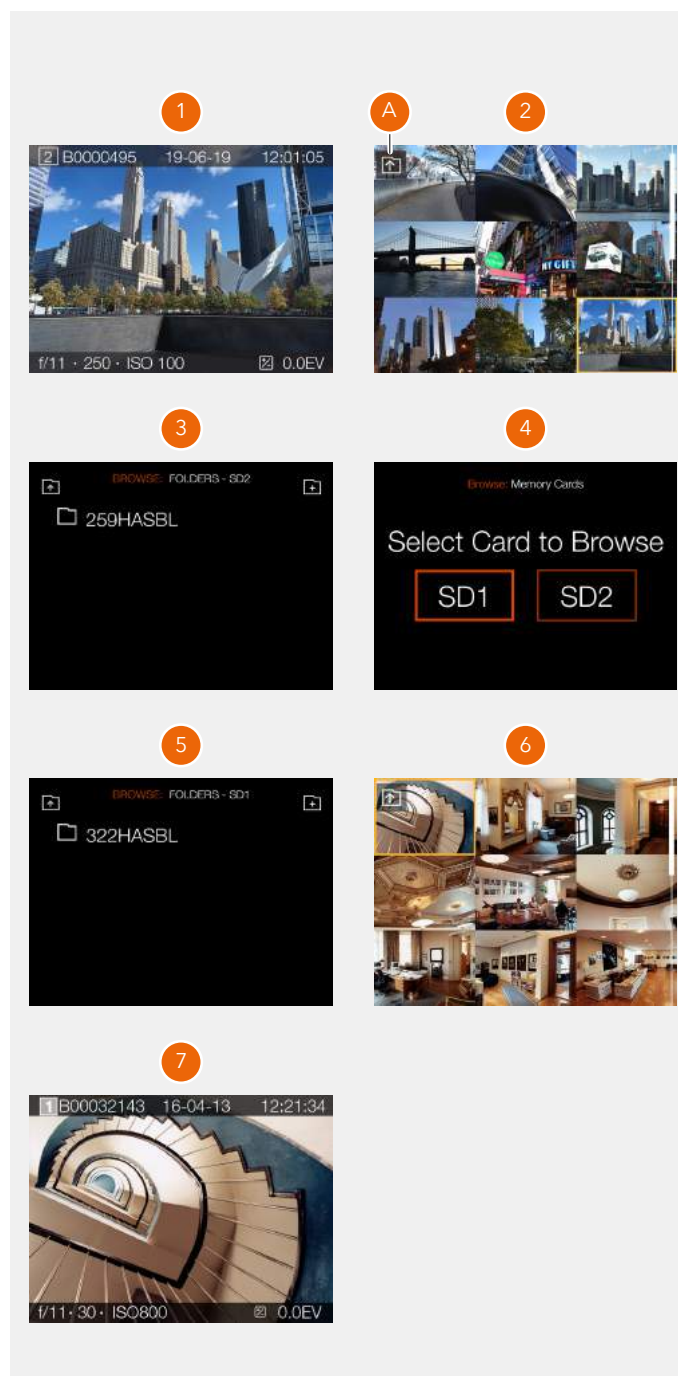 1
A
2
2 B0000495 19-06-19 12:01:05
f/11 · 250 · ISO 100 0.0EV
MY GIFT
3
4
BROWSE: FOLDERS - SD2
259HASBL
Browse: Memory Cards
Select Card to Browse
SD1 SD2
5
6
BROWSE: FOLDERS - SD1
322HASBL
7
1 B00032143 16-04-13 12:21:34
f/11 · 30 · ISO800 0.0EV